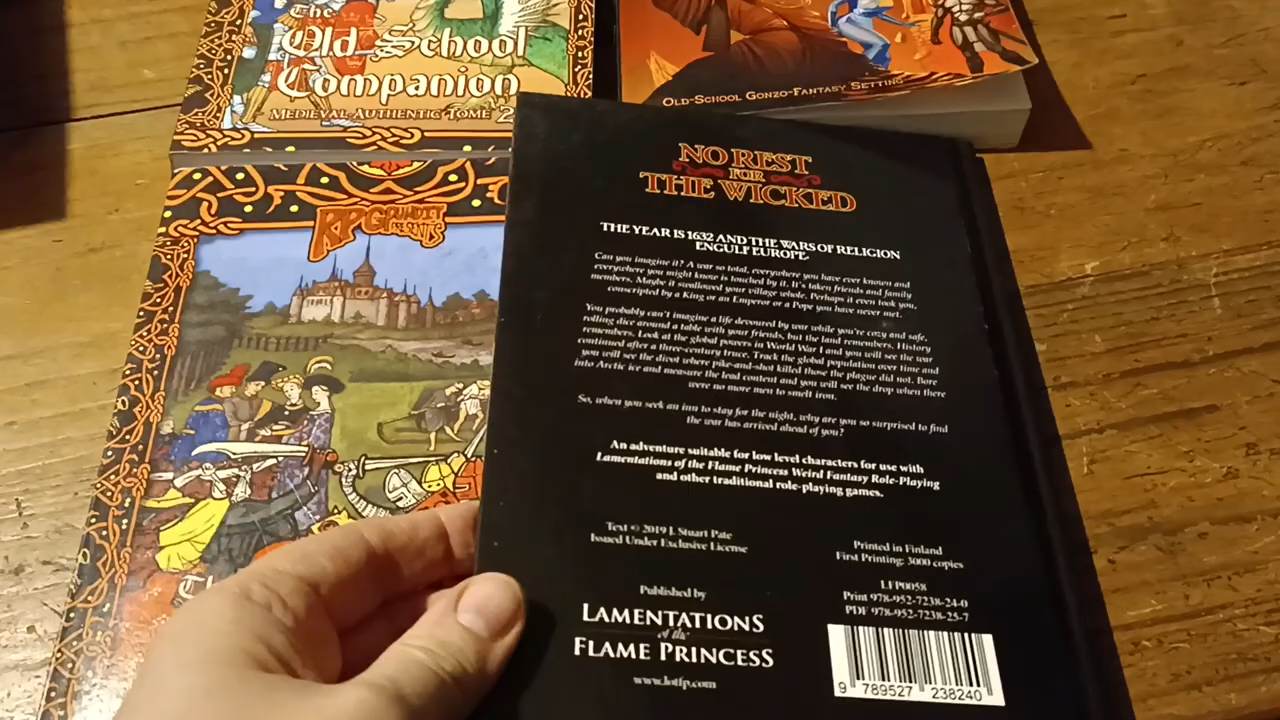 The
Old School
Companion
MEDIEVAL AUTHENTIC TOME '2
OLD-SCHOOL GONZO-FANTASY SETTING
RPG PUNDIT
PRESENTS
NO REST
FOR
THE WICKED
THE YEAR IS 1632 AND THE WARS OF RELIGION
ENGULF EUROPE.
Can you imagine it? A war so total, everywhere you have ever known and
everywhere you might know is touched by it. It's taken friends and family
members. Maybe it swallowed your village whole. Perhaps it even took you,
conscripted by a King or an Emperor or a Pope you have never met.
You probably can't imagine a life devoured by war while you're cozy and safe,
rolling dice around a table with your friends, but the land remembers. History
remembers. Look at the global powers in World War I and you will see the war
continued after a three-century truce. Track the global population over time and
you will see the divot where pike-and-shot killed those the plague did not. Bore
into Arctic ice and measure the lead content and you will see the drop when there
were no more men to smelt iron.
So, when you seek an inn to stay for the night, why are you so surprised to find
the war has arrived ahead of you?
An adventure suitable for low level characters for use with
Lamentations of the Flame Princess Weird Fantasy Role-Playing
and other traditional role-playing games.
Text © 2019 J. Stuart Pate
Issued Under Exclusive License
Printed in Finland
First Printing: 3000 copies
LFP0058
Print 978-952-7238-24-0
PDF 978-952-7238-25-7
Published by
LAMENTATIONS
of the
FLAME PRINCESS
www.lotfp.com
9 789527 238240